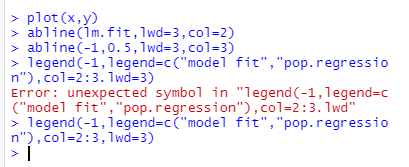 > plot(x,y)
> abline(lm.fit,lwd=3,col=2)
> abline(-1,0.5,lwd=3,col=3)
> legend(-1,legend=c("model fit","pop.regressio
n"),col=2:3.lwd=3)
Error: unexpected symbol in "legend(-1,legend=c
("model fit","pop.regression"),col=2:3.lwd"
> legend(-1,legend=c("model fit","pop.regressio
n"),col=2:3,lwd=3)
>